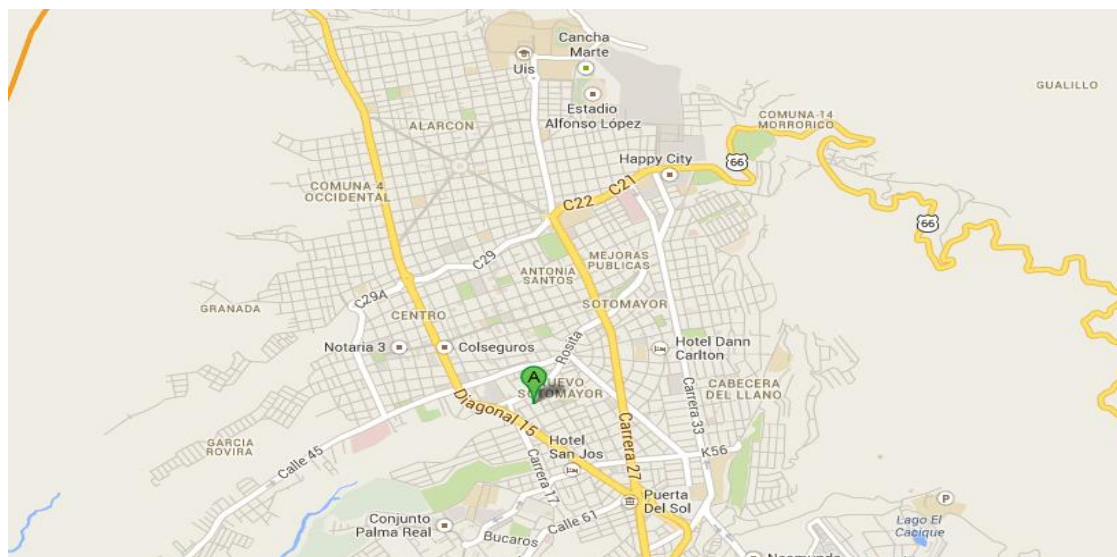 Cancha
Marte
Uis
GUALILLO
Estadio
Alfonso López
COMUNA 14
MORRORICO
ALARCON
Happy City
66
COMUNA 4
OCCIDENTAL
C21
C22
66
MEJORAS
PUBLICAS
C29
ANTONIA
SANTOS
C29A
SOTOMAYOR
GRANADA
CENTRO
Notaria 3
Colseguros
Rosita
Hotel Dann
Carlton
A
NUEVO
SOTOMAYOR
CABECERA
DEL LLANO
Diagonal 15
Carrera 27
Carrera 33
GARCIA
ROVIRA
Calle 45
Hotel
San Jos
K56
Carrera 17
Puerta
Del Sol
P
Calle 61
Conjunto
Palma Real
Bucaros
Lago El
Cacique